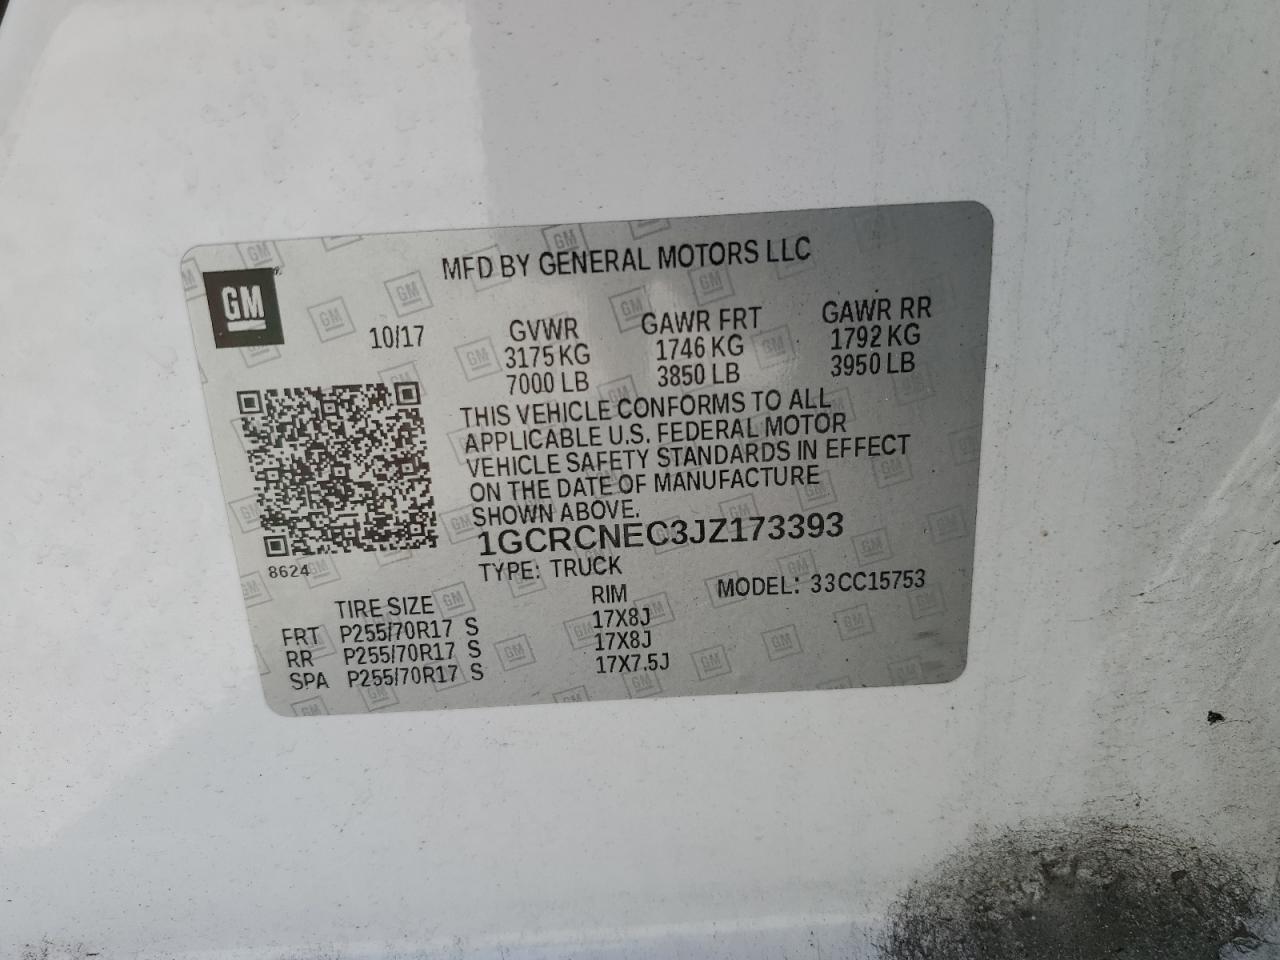 GM
MFD BY GENERAL MOTORS LLC
10/17 GVWR GAWR FRT GAWR RR
3175 KG 1746 KG 1792 KG
7000 LB 3850 LB 3950 LB
THIS VEHICLE CONFORMS TO ALL
APPLICABLE U.S. FEDERAL MOTOR
VEHICLE SAFETY STANDARDS IN EFFECT
ON THE DATE OF MANUFACTURE
SHOWN ABOVE.
1GCRCNEC3JZ173393
8624
TYPE: TRUCK MODEL: 33CC15753
TIRE SIZE RIM
FRT P255/70R17 S 17X8J
RR P255/70R17 S 17X8J
SPA P255/70R17 S 17X7.5J